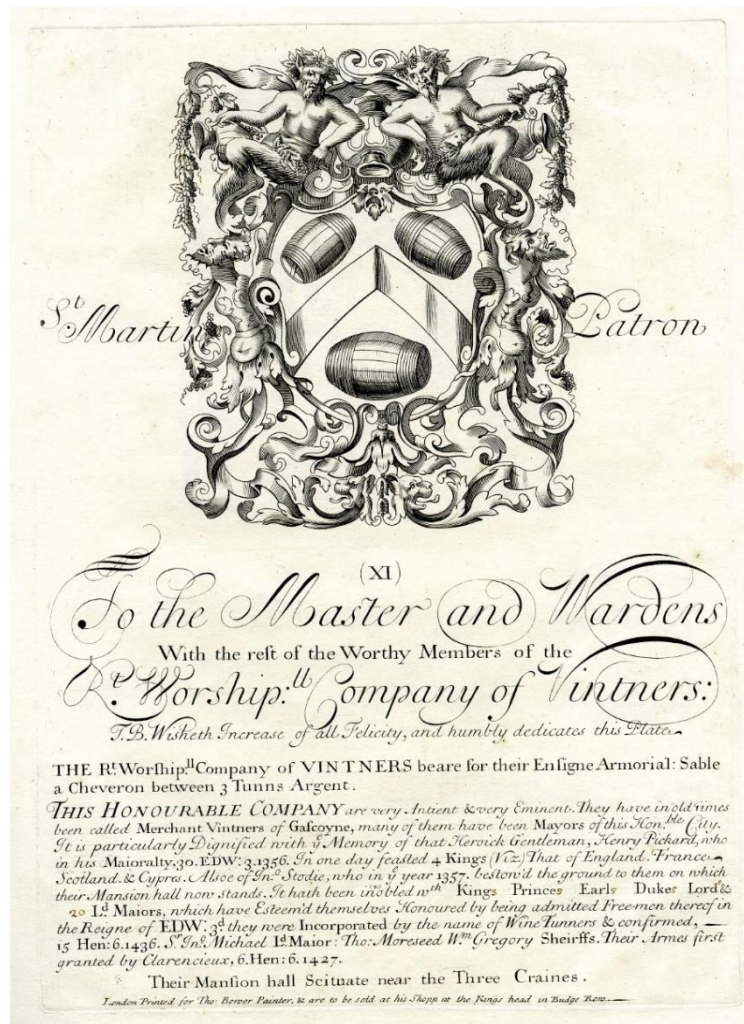 St Martin Patron
(XI)
To the Master and Wardens
With the reſt of the Worthy Members of the
Rt. Worship:ll Company of Vintners:
T.B. Wisheth Increase of all Felicity, and humbly dedicates this Plate
THE Rt. Worſhip.ll Company of VINTNERS beare for their Enſigne Armorial: Sable
a Cheveron between 3 Tunns Argent.
THIS HONOURABLE COMPANY are very Antient & very Eminent. They have in old times
been called Merchant Vintners of Gaſcoyne, many of them have been Mayors of this Hon.ble City.
It is particularly Dignified with ye Memory of that Heroick Gentleman, Henry Pickard, who
in his Maioralty, 30. EDW: 3. 1356. In one day feasted 4 Kings (Viz.) That of England. France
Scotland. & Cypres. Alsoe of Jno. Stodie, who in ye year 1357. bestow'd the ground to them on which
their Mansion hall now stands. It hath been innobled wth Kings Princes Earls Dukes Lords &
20 Ld. Maiors, which have Esteem'd themselves Honoured by being admitted Free-men thereof in
the Reigne of EDW: 3d they were Incorporated by the name of Wine Tunners & confirmed,
15 Hen: 6. 1436. Sr. Jno. Michael Ld. Maior: Tho: Moreseed Wm. Gregory Sheirffs. Their Armes first
granted by Clarencieux, 6. Hen: 6. 1427.
Their Manſion hall Scituate near the Three Craines.
London Printed for Tho: Bower Painter, & are to be sold at his Shopp at the Kings head in Budge Row.